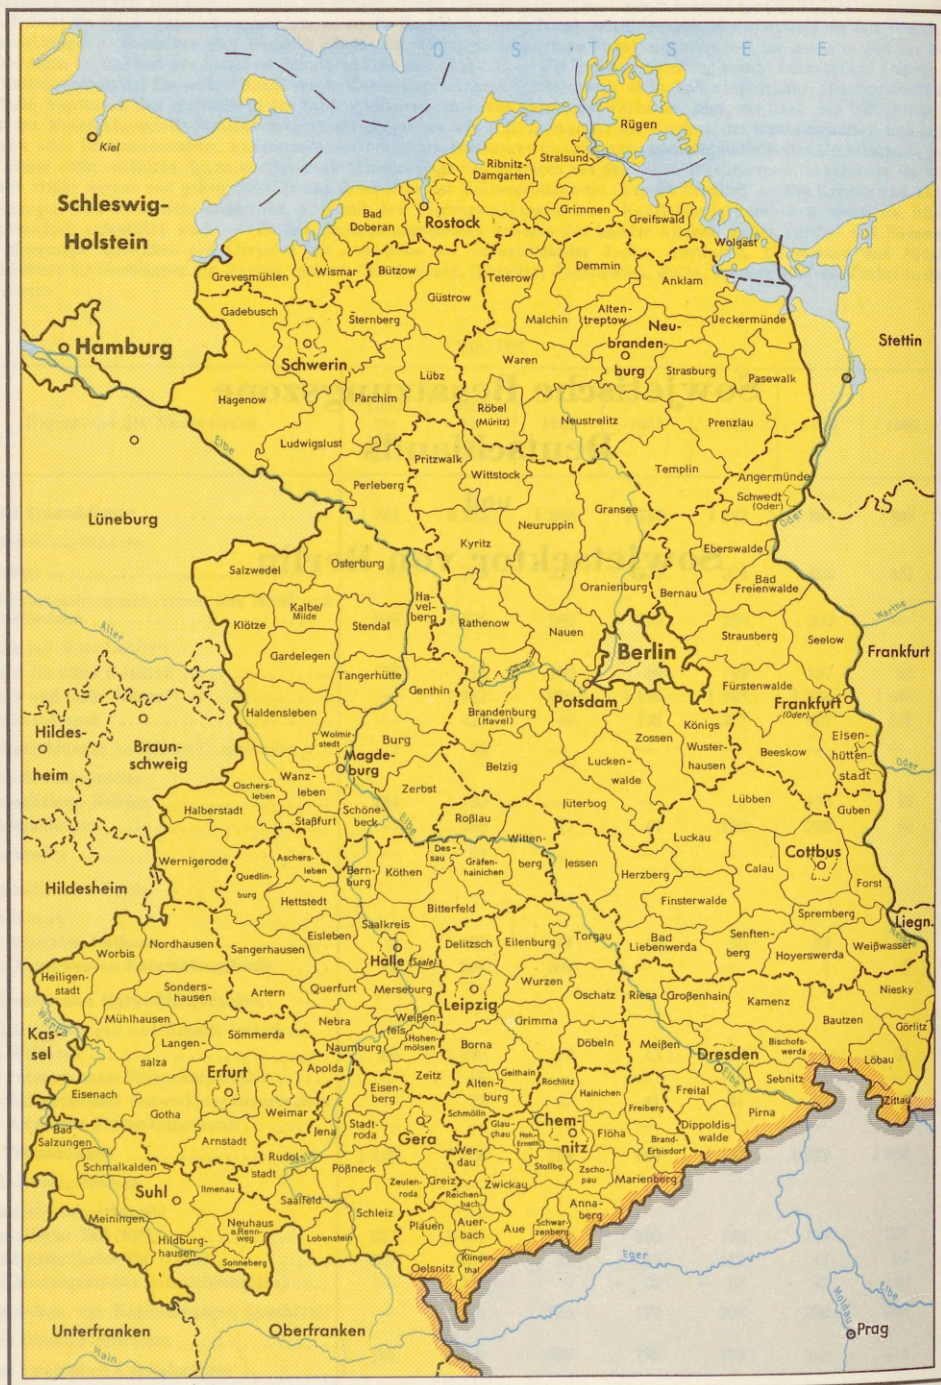 O S T S E E
Kiel
Rügen
Stralsund
Ribnitz-
Damgarten
Schleswig-
Holstein
Bad
Doberan
Rostock
Grimmen
Greifswald
Wolgast
Grevesmühlen
Wismar
Bützow
Teterow
Demmin
Anklam
Gadebusch
Güstrow
Sternberg
Malchin
Alten-
treptow
Neu-
branden-
burg
Ueckermünde
Stettin
Hamburg
Schwerin
Waren
Strasburg
Pasewalk
Lübz
Hagenow
Parchim
Röbel
(Müritz)
Neustrelitz
Prenzlau
Elbe
Ludwigslust
Pritzwalk
Wittstock
Templin
Angermünde
Perleberg
Schwedt
(Oder)
Oder
Lüneburg
Gransee
Neuruppin
Kyritz
Eberswalde
Salzwedel
Osterburg
Oranienburg
Bernau
Bad
Freienwalde
Ha-
vel-
berg
Warthe
Kalbe/
Milde
Klötze
Stendal
Rathenow
Nauen
Aller
Strausberg
Seelow
Berlin
Frankfurt
Gardelegen
Tangerhütte
Genthin
Havel
Potsdam
Fürstenwalde
Frankfurt
(Oder)
Haldensleben
Brandenburg
(Havel)
Hildes-
heim
Braun-
schweig
Wolmir-
stedt
Burg
Zossen
Königs
Wuster-
hausen
Eisen-
hütten-
stadt
Beeskow
Magde-
burg
Belzig
Lucken-
walde
Oder
Wanz-
leben
Oschers-
leben
Zerbst
Lübben
Halberstadt
Staßfurt
Schöne-
beck
Elbe
Jüterbog
Guben
Roßlau
Witten-
berg
Luckau
Wernigerode
Aschers-
leben
Des-
sau
Gräfen-
hainichen
Jessen
Cottbus
Quedlin-
burg
Bern-
burg
Köthen
Herzberg
Calau
Hildesheim
Hettstedt
Bitterfeld
Finsterwalde
Forst
Spremberg
Liegn.
Neiße
Eisleben
Saalkreis
Halle (Saale)
Delitzsch
Eilenburg
Torgau
Bad
Liebenwerda
Senften-
berg
Hoyerswerda
Weißwasser
Nordhausen
Worbis
Sangerhausen
Heiligen-
stadt
Sonders-
hausen
Artern
Querfurt
Merseburg
Leipzig
Wurzen
Oschatz
Riesa
Großenhain
Kamenz
Niesky
Werra
Mühlhausen
Nebra
Weißen-
fels
Grimma
Bautzen
Görlitz
Kas-
sel
Langen-
salza
Sömmerda
Naumburg
Hohen-
mölsen
Borna
Döbeln
Meißen
Bischofs-
werda
Dresden
Löbau
Elbe
Eisenach
Erfurt
Apolda
Zeitz
Alten-
burg
Geithain
Rochlitz
Hainichen
Freital
Sebnitz
Zittau
Eisen-
berg
Gotha
Weimar
Jena
Stadt-
roda
Gera
Schmölln
Glau-
chau
Hoh.-
Ernstth.
Chem-
nitz
Flöha
Freiberg
Dippoldis-
walde
Pirna
Bad
Salzungen
Arnstadt
Brand-
Erbisdorf
Schmalkalden
Rudol-
stadt
Pößneck
Wer-
dau
Greiz
Zwickau
Stollbg.
Zscho-
pau
Marienberg
Suhl
Ilmenau
Saalfeld
Zeulen-
roda
Reichen-
bach
Meiningen
Schleiz
Anna-
berg
Neuhaus
a.Renn-
weg
Hildburg-
hausen
Lobenstein
Plauen
Auer-
bach
Aue
Schwar-
zenberg
Sonneberg
Oelsnitz
Klingen-
thal
Eger
Elbe
Moldau
Unterfranken
Oberfranken
Prag
Main